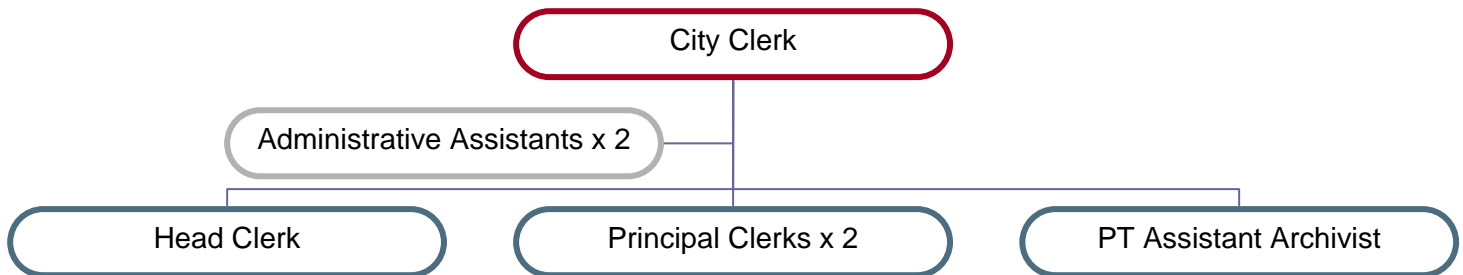 City Clerk
Administrative Assistants x 2
Head Clerk
Principal Clerks x 2
PT Assistant Archivist